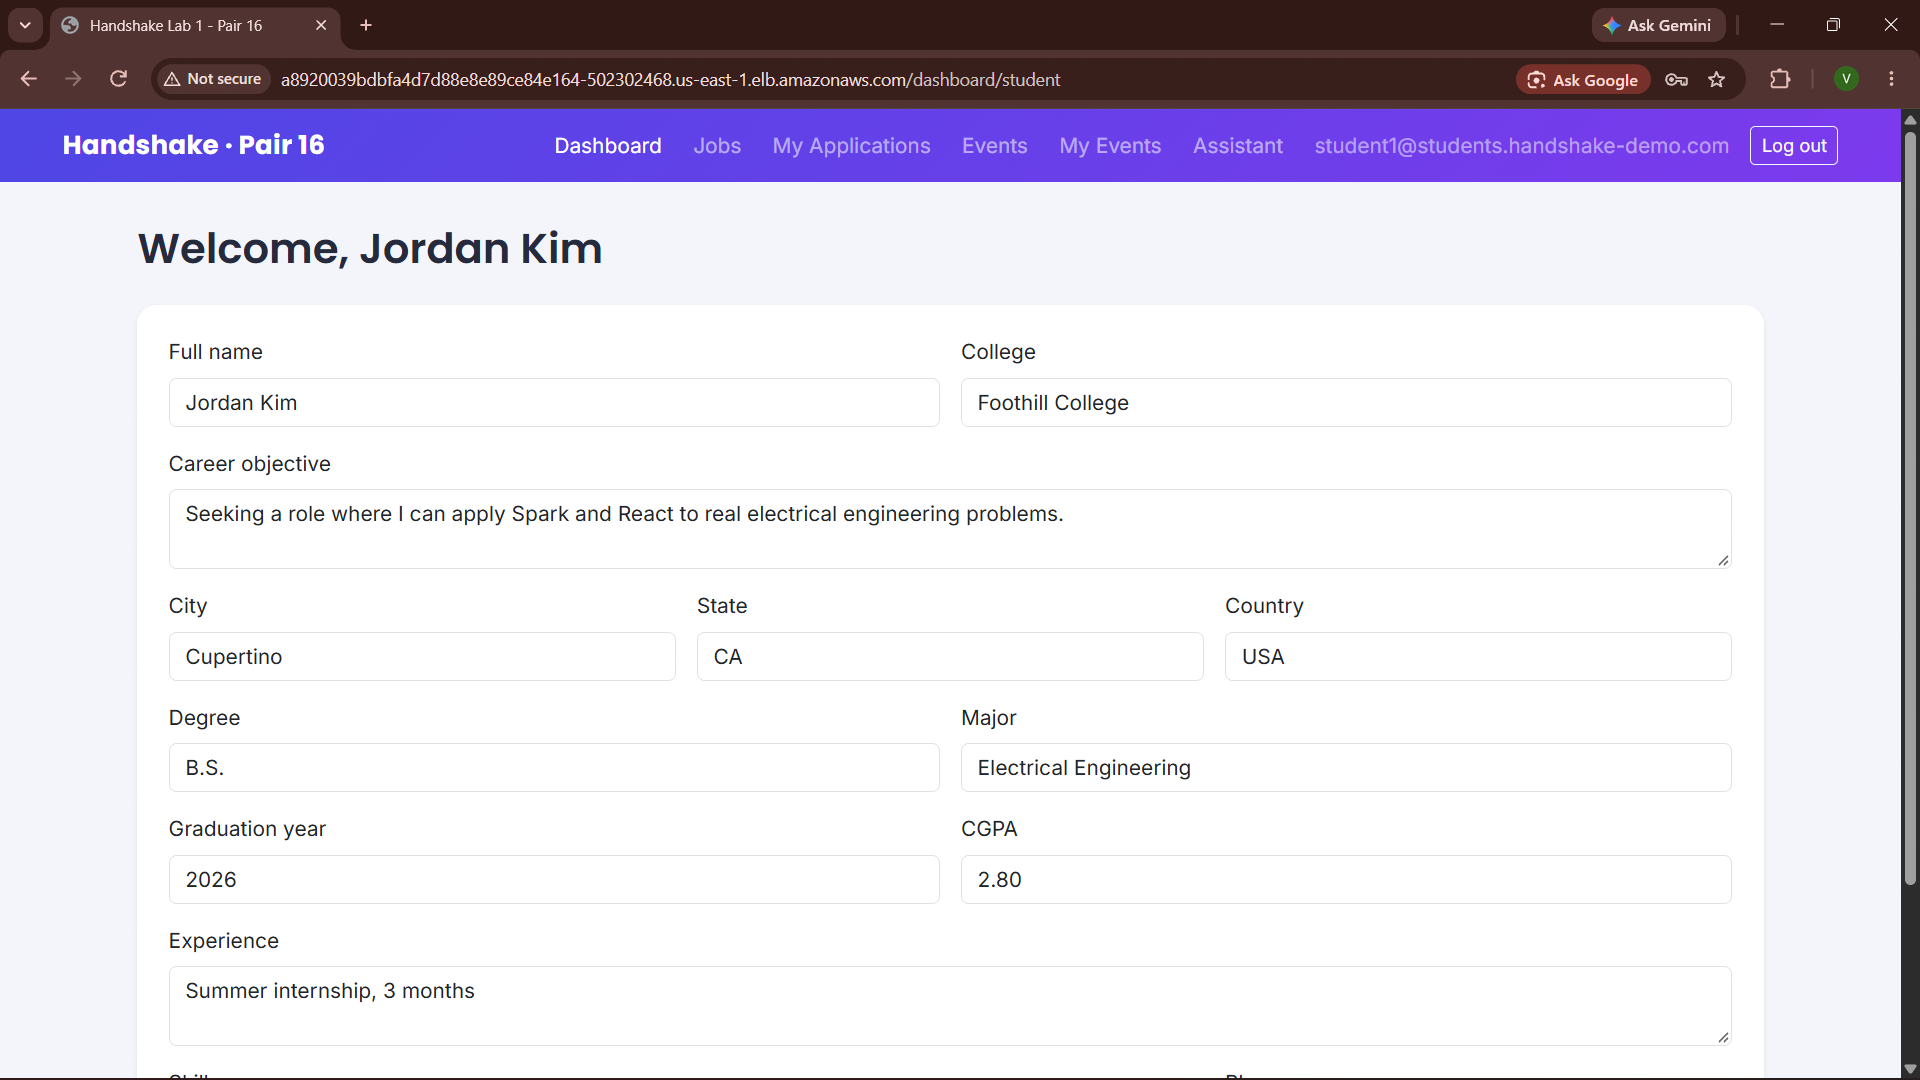 Handshake Lab 1 - Pair 16
Ask Gemini
Not secure
a8920039bdbfa4d7d88e8e89ce84e164-502302468.us-east-1.elb.amazonaws.com/dashboard/student
Ask Google
V
Handshake · Pair 16
Dashboard
Jobs
My Applications
Events
My Events
Assistant
student1@students.handshake-demo.com
Log out
Welcome, Jordan Kim
Full name
College
Jordan Kim
Foothill College
Career objective
Seeking a role where I can apply Spark and React to real electrical engineering problems.
City
State
Country
Cupertino
CA
USA
Degree
Major
B.S.
Electrical Engineering
Graduation year
CGPA
2026
2.80
Experience
Summer internship, 3 months